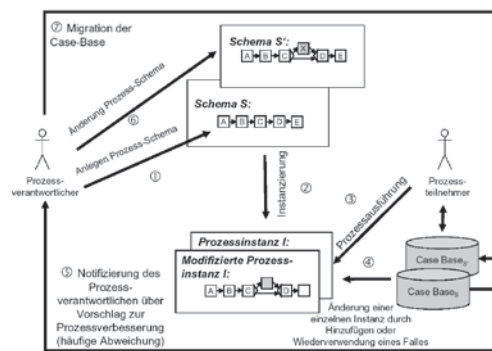 ⑦ Migration der
Case-Base
Schema S':
A B C X D E
Änderung Prozess-Schema
⑥
Schema S:
A B C D E
Anlegen Prozess-Schema
①
Prozess-
verantwortlicher
Instanzierung
②
③
Prozessausführung
Prozess-
teilnehmer
Prozessinstanz I:
Modifizierte Prozess-
instanz I:
A B C D
④
Case Base S'
Case Base S
⑤ Notifizierung des
Prozess-
verantwortlichen über
Vorschlag zur
Prozessverbesserung
(häufige Abweichung)
Änderung einer
einzelnen Instanz durch
Hinzufügen oder
Wiederverwendung eines Falles